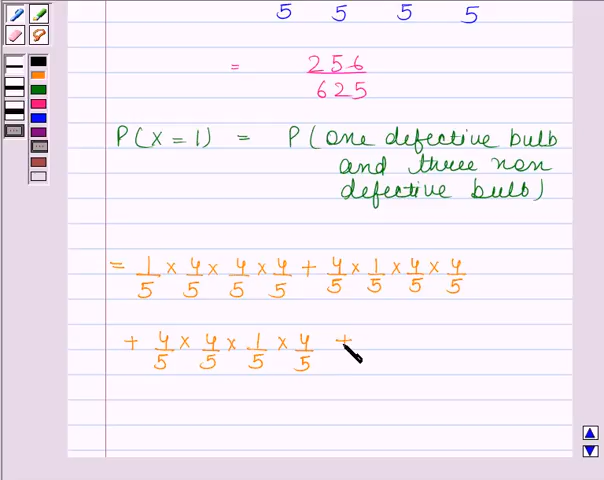 5 5 5 5
= 256/625
P(X = 1) = P(one defective bulb
and three non
defective bulb)
= 1/5 × 4/5 × 4/5 × 4/5 + 4/5 × 1/5 × 4/5 × 4/5
+ 4/5 × 4/5 × 1/5 × 4/5 +